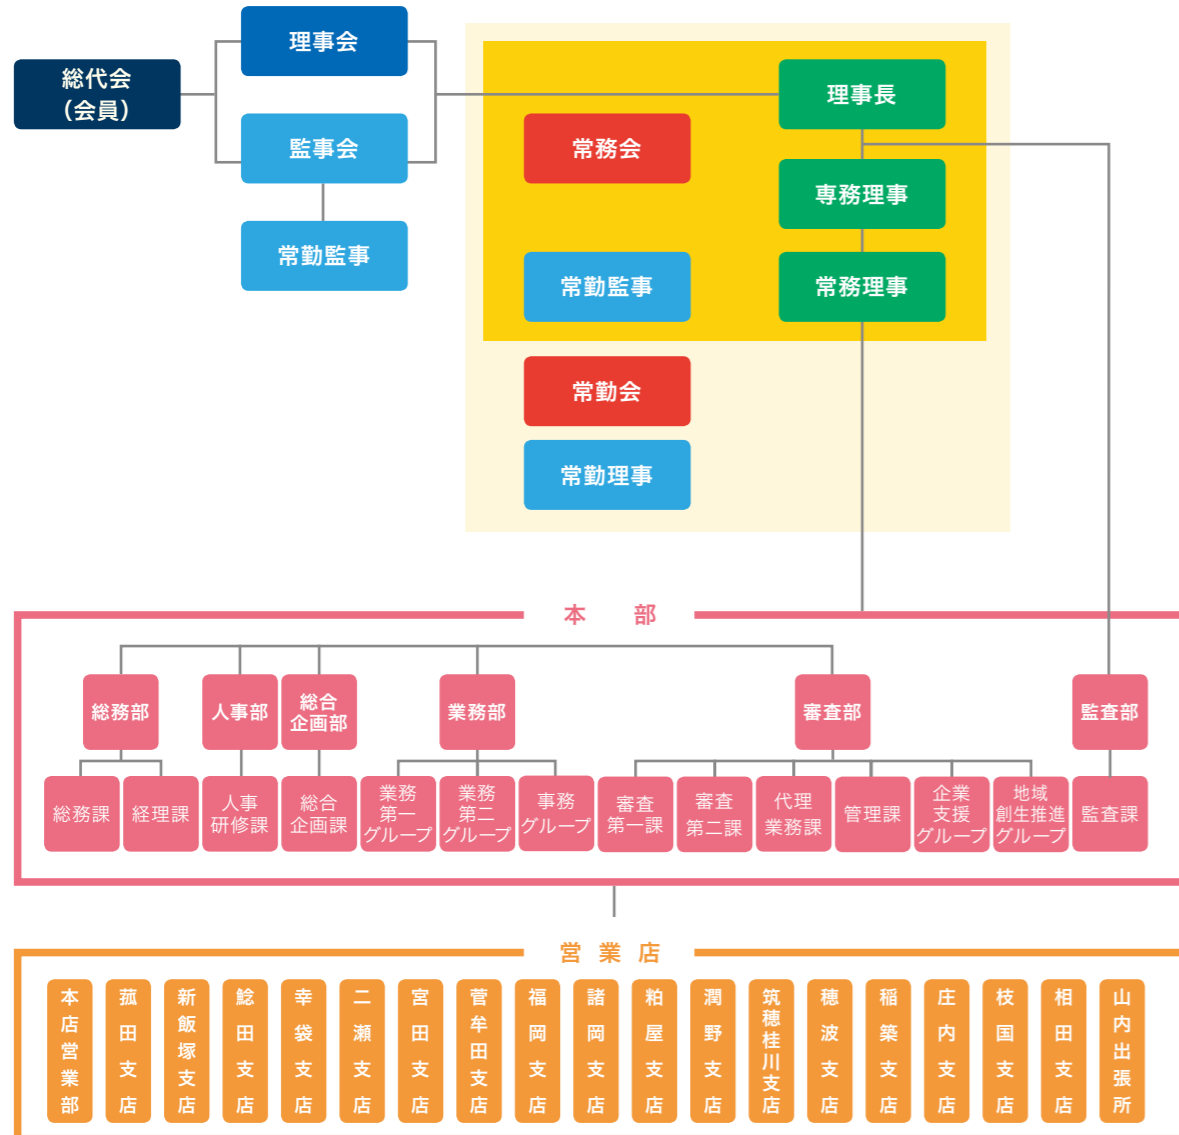 総代会
（会員）
理事会
監事会
常勤監事
常務会
常勤監事
常勤会
常勤理事
理事長
専務理事
常務理事
本部
総務部
人事部
総合
企画部
業務部
審査部
監査部
総務課
経理課
人事
研修課
総合
企画課
業務
第一
グループ
業務
第二
グループ
事務
グループ
審査
第一課
審査
第二課
代理
業務課
管理課
企業
支援
グループ
地域
創生推進
グループ
監査課
営業店
本店営業部
菰田支店
新飯塚支店
鯰田支店
幸袋支店
二瀬支店
宮田支店
菅牟田支店
福岡支店
諸岡支店
粕屋支店
潤野支店
筑穂桂川支店
穂波支店
稲築支店
庄内支店
枝国支店
相田支店
山内出張所